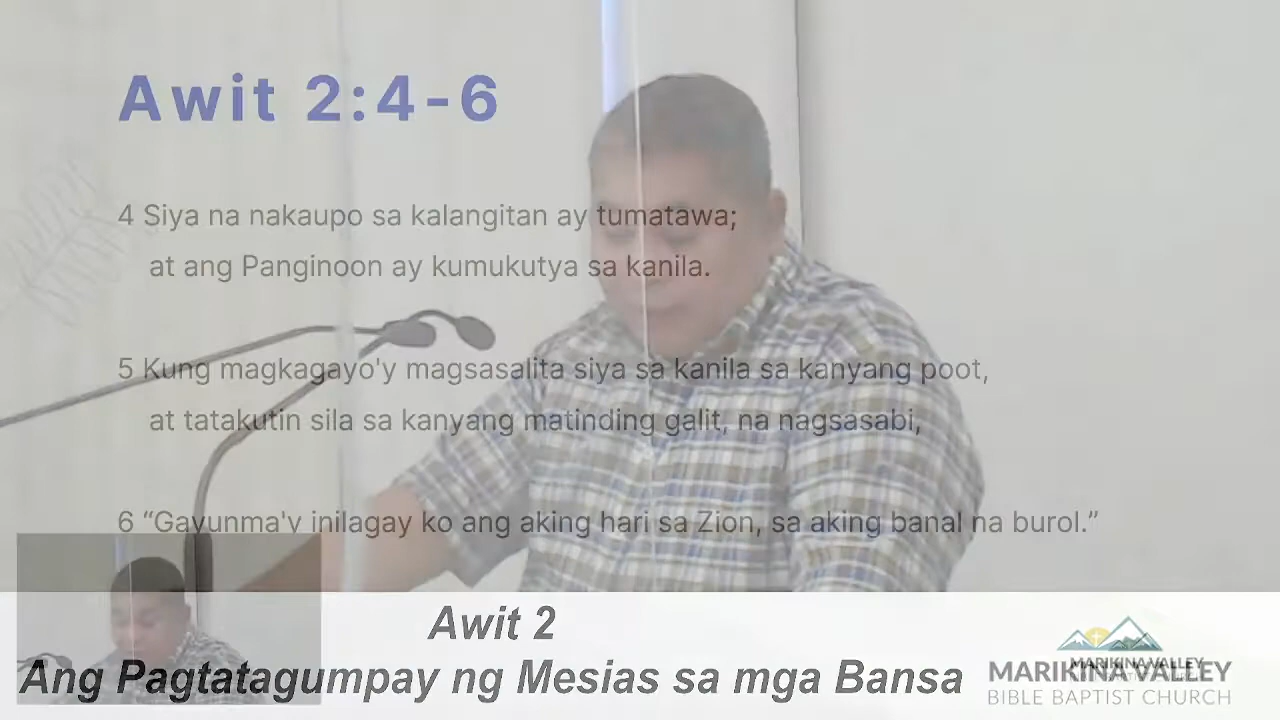 Awit 2:4-6
4 Siya na nakaupo sa kalangitan ay tumatawa;
at ang Panginoon ay kumukutya sa kanila.
5 Kung magkagayo'y magsasalita siya sa kanila sa kanyang poot,
at tatakutin sila sa kanyang matinding galit, na nagsasabi,
6 “Gayunma'y inilagay ko ang aking hari sa Zion, sa aking banal na burol.”
Awit 2
Ang Pagtatagumpay ng Mesias sa mga Bansa
MARIKINA VALLEY
MARIKINA VALLEY
BIBLE BAPTIST CHURCH